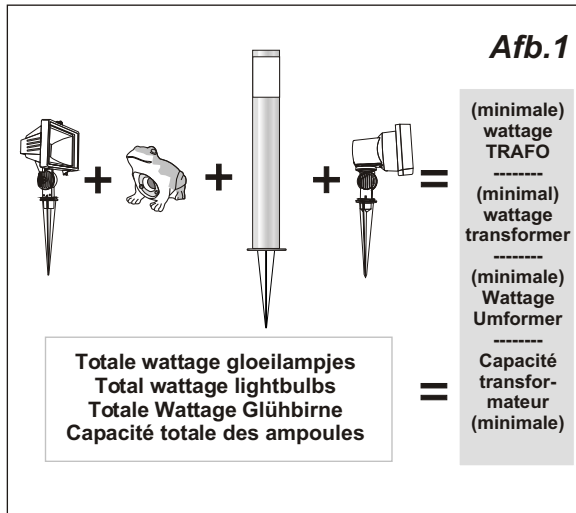 Afb.1
+ + + =
(minimale)
wattage
TRAFO
--------
(minimal)
wattage
transformer
--------
(minimale)
Wattage
Umformer
--------
Capacité
transfor-
mateur
(minimale)
Totale wattage gloeilampjes
Total wattage lightbulbs
Totale Wattage Glühbirne
Capacité totale des ampoules
=